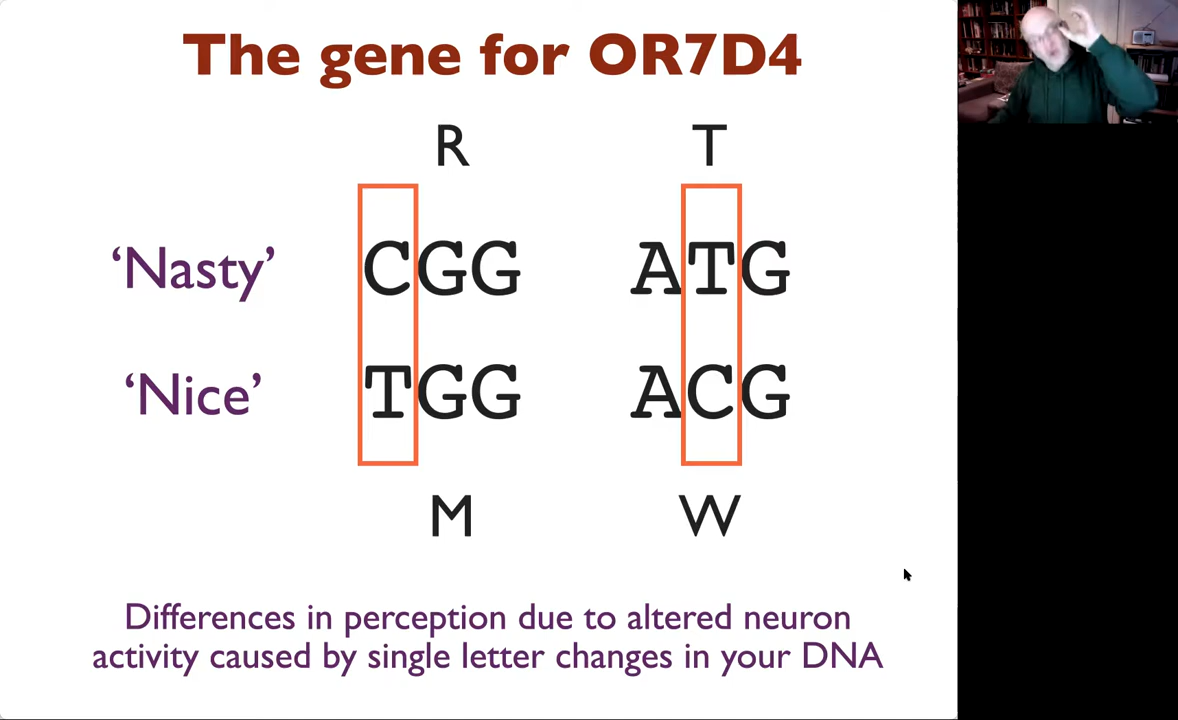 The gene for OR7D4
R T
‘Nasty’ CGG ATG
‘Nice’ TGG ACG
M W
Differences in perception due to altered neuron
activity caused by single letter changes in your DNA